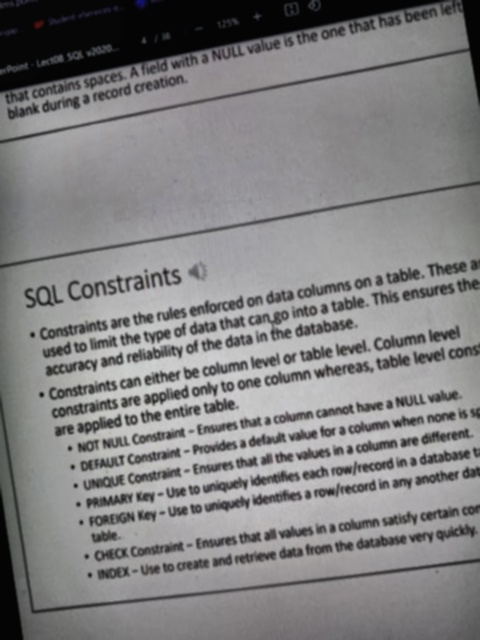 Student eServices
erPoint - Lect08 SQL v2020... 4 / 38 — 125% +
that contains spaces. A field with a NULL value is the one that has been left
blank during a record creation.
SQL Constraints
• Constraints are the rules enforced on data columns on a table. These a
used to limit the type of data that can go into a table. This ensures the
accuracy and reliability of the data in the database.
• Constraints can either be column level or table level. Column level
constraints are applied only to one column whereas, table level cons
are applied to the entire table.
• NOT NULL Constraint – Ensures that a column cannot have a NULL value.
• DEFAULT Constraint – Provides a default value for a column when none is sp
• UNIQUE Constraint – Ensures that all the values in a column are different.
• PRIMARY Key – Use to uniquely identifies each row/record in a database t
• FOREIGN Key – Use to uniquely identifies a row/record in any another dat
table.
• CHECK Constraint – Ensures that all values in a column satisfy certain con
• INDEX – Use to create and retrieve data from the database very quickly.